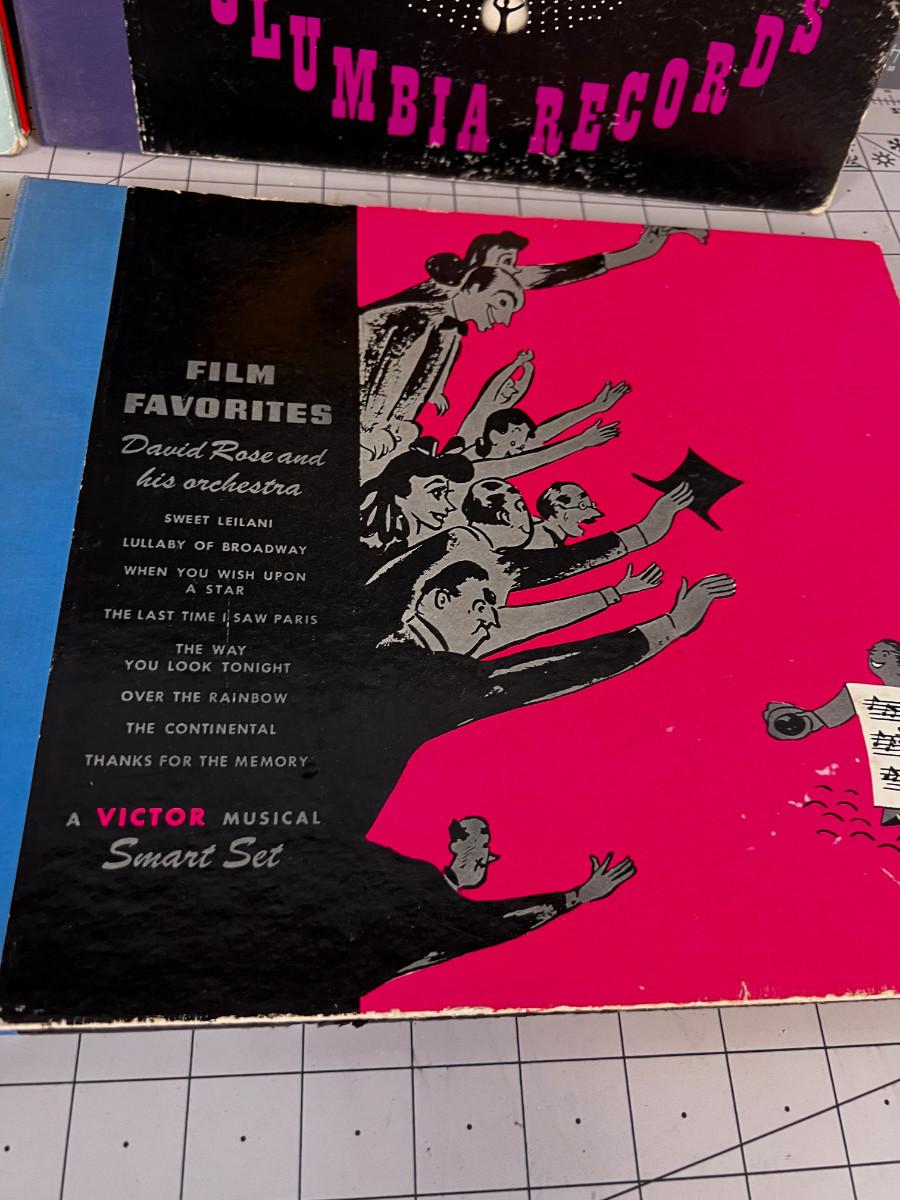 COLUMBIA RECORDS
FILM
FAVORITES
David Rose and
his orchestra
SWEET LEILANI
LULLABY OF BROADWAY
WHEN YOU WISH UPON
A STAR
THE LAST TIME I SAW PARIS
THE WAY
YOU LOOK TONIGHT
OVER THE RAINBOW
THE CONTINENTAL
THANKS FOR THE MEMORY
A VICTOR MUSICAL
Smart Set